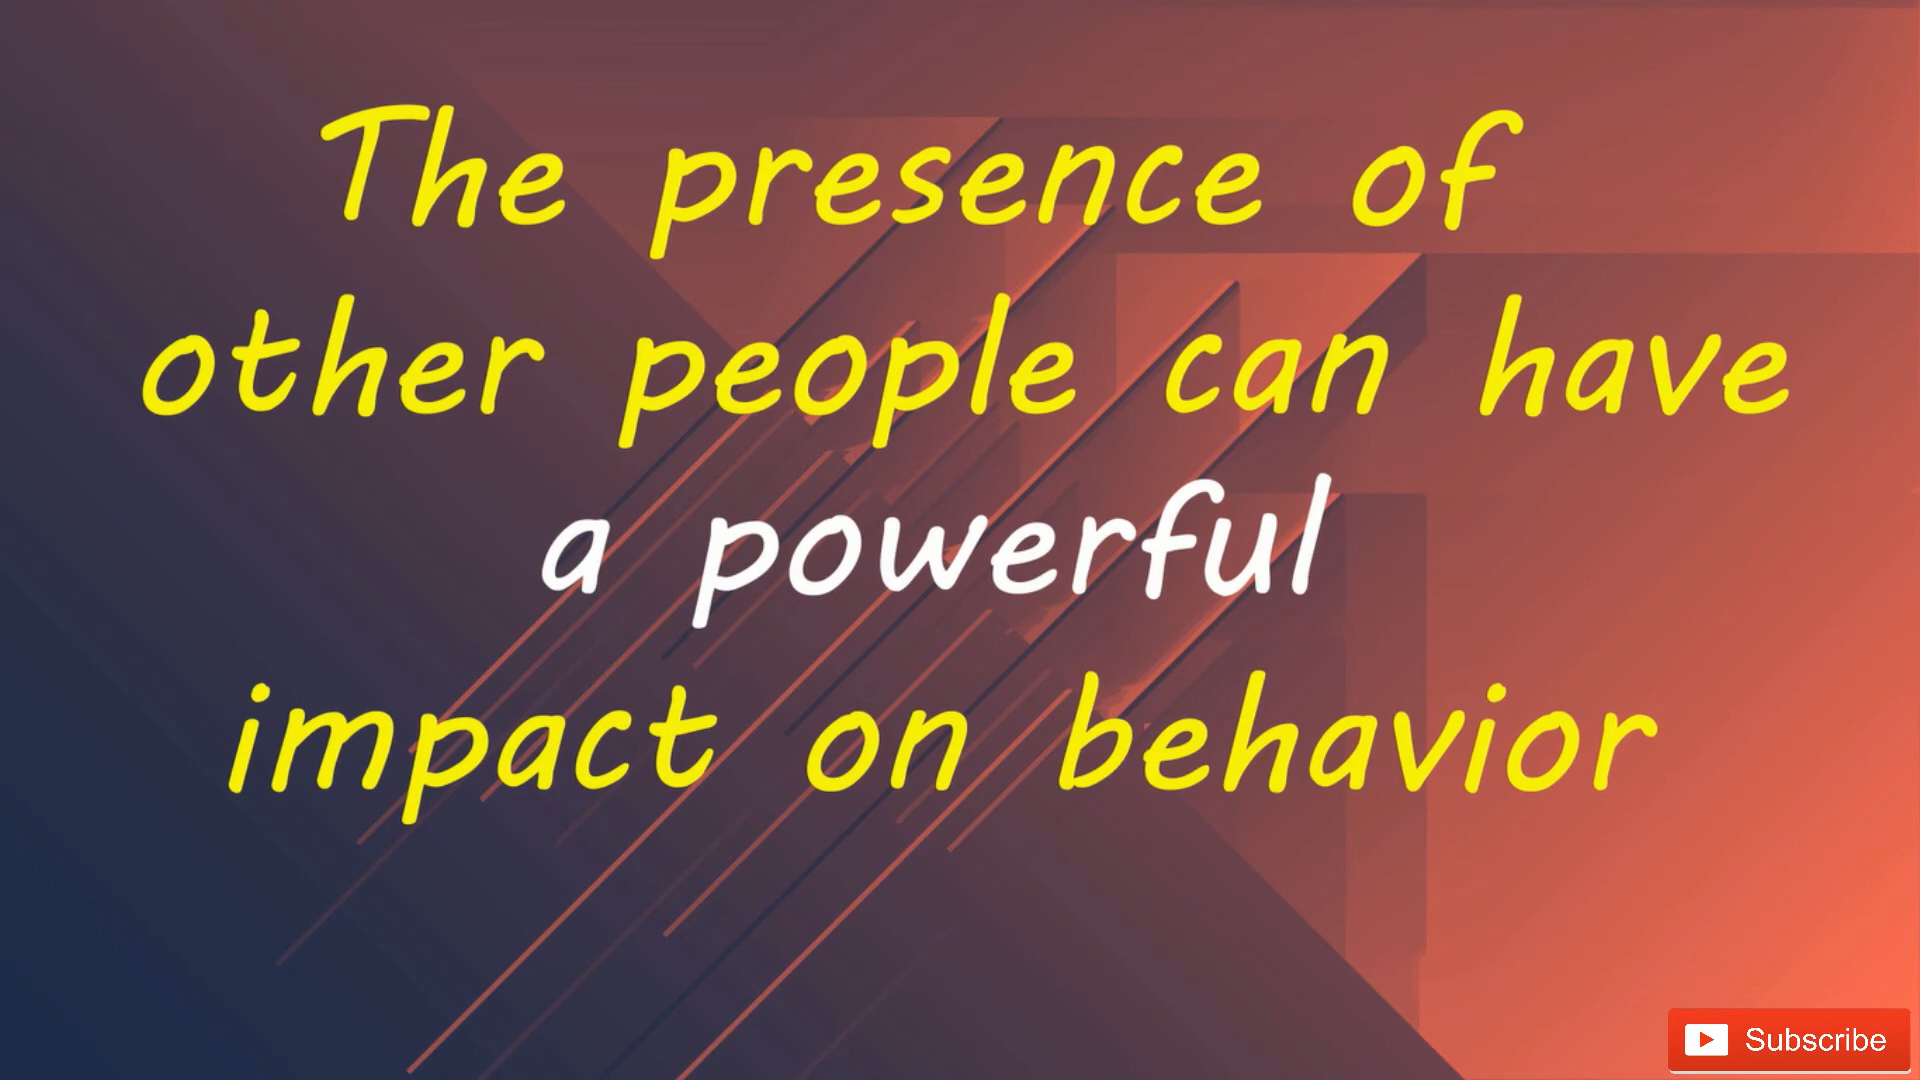 The presence of
other people can have
a powerful
impact on behavior
Subscribe